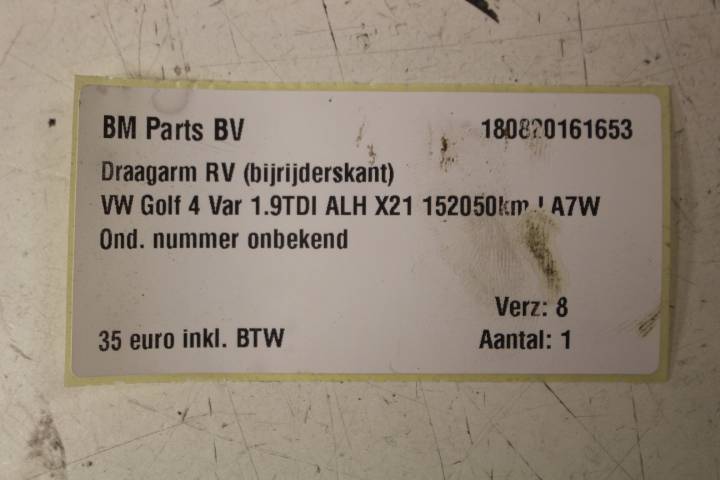 BM Parts BV 180820161653
Draagarm RV (bijrijderskant)
VW Golf 4 Var 1.9TDI ALH X21 152050km LA7W
Ond. nummer onbekend
Verz: 8
35 euro inkl. BTW Aantal: 1